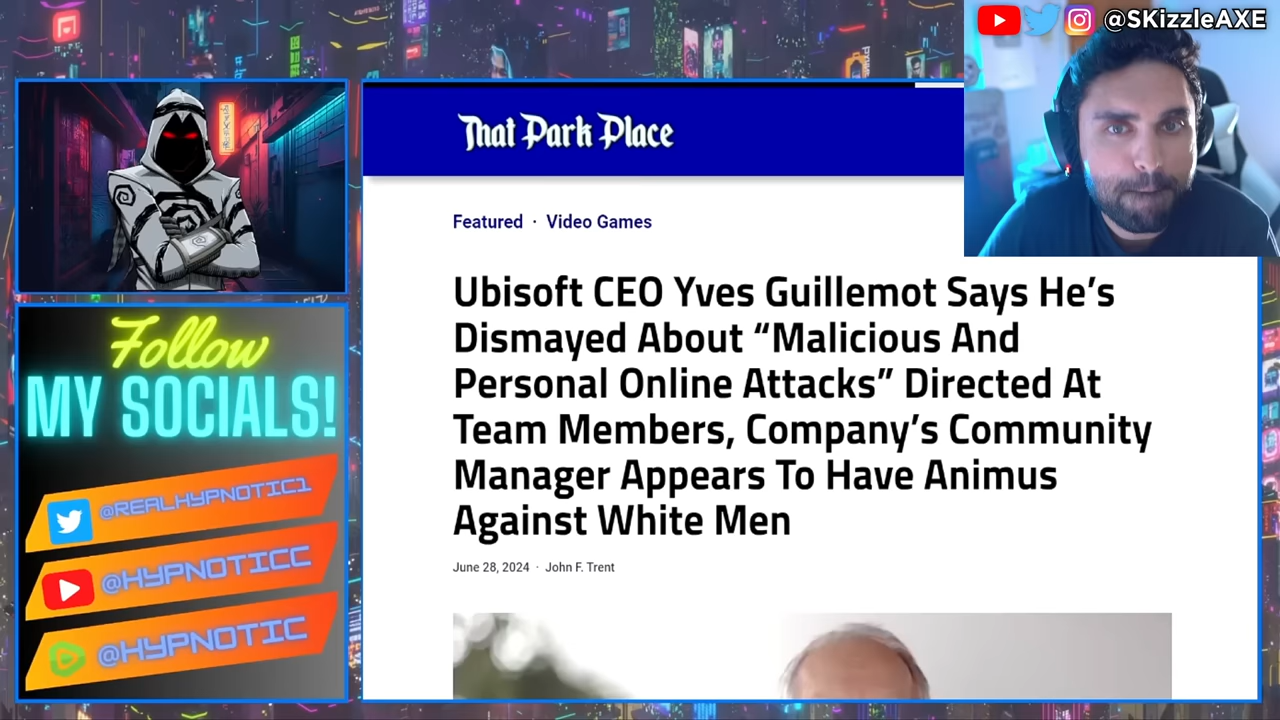 @SKizzleAXE
That Park Place
Featured · Video Games
Ubisoft CEO Yves Guillemot Says He’s
Dismayed About “Malicious And
Personal Online Attacks” Directed At
Team Members, Company’s Community
Manager Appears To Have Animus
Against White Men
June 28, 2024 · John F. Trent
Follow
MY SOCIALS!
@REALHYPNOTIC1
@HYPNOTICC
@HYPNOTIC